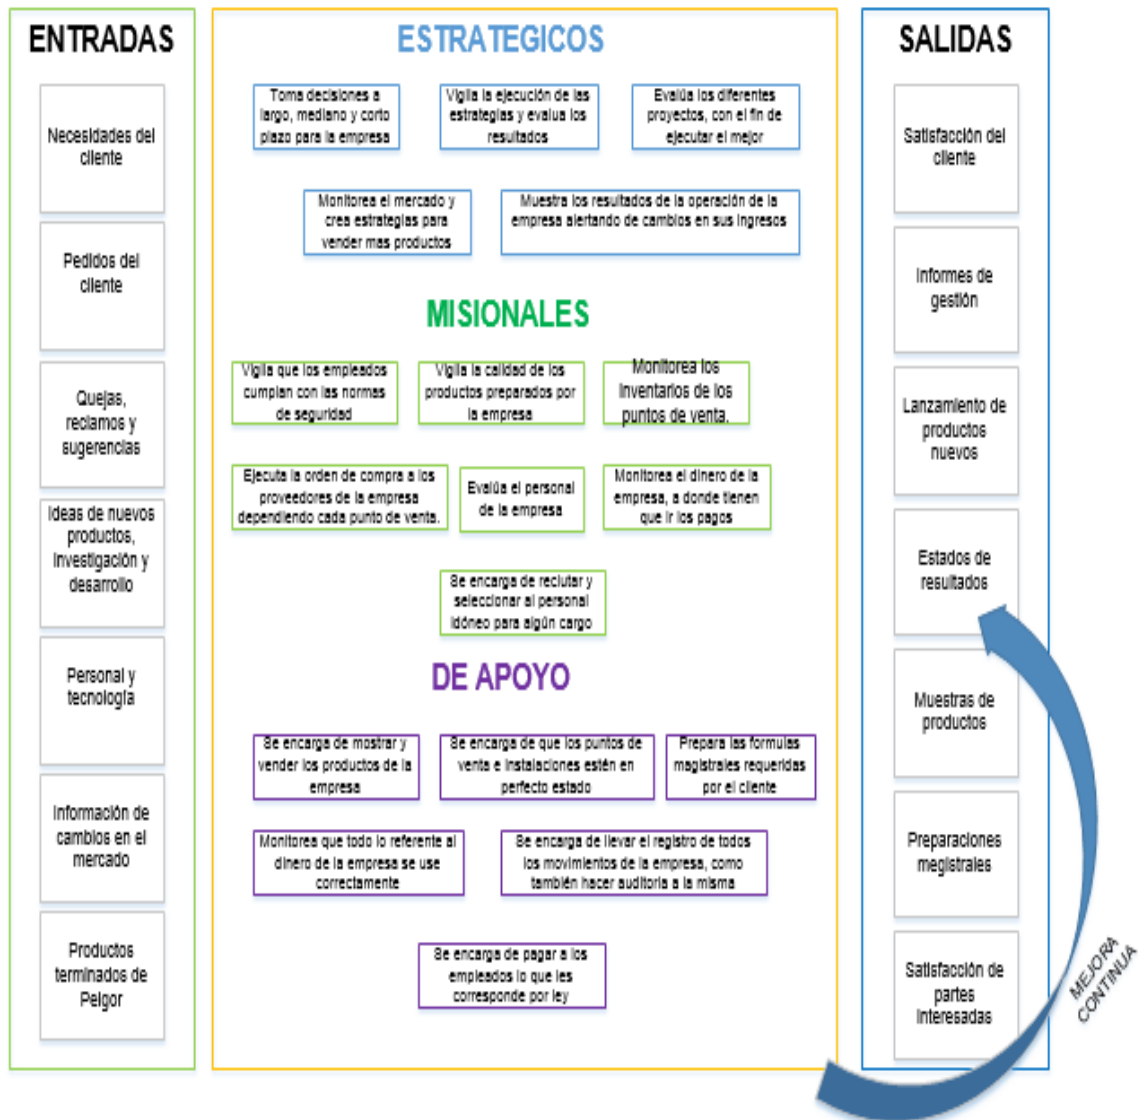 ENTRADAS
Necesidades del
cliente
Pedidos del
cliente
Quejas,
reclamos y
sugerencias
Ideas de nuevos
productos,
investigación y
desarrollo
Personal y
tecnología
Información de
cambios en el
mercado
Productos
terminados de
Pelgor
ESTRATEGICOS
Toma decisiones a
largo, mediano y corto
plazo para la empresa
Vigila la ejecución de las
estrategias y evalua los
resultados
Evalúa los diferentes
proyectos, con el fin de
ejecutar el mejor
Monitorea el mercado y
crea estrategias para
vender mas productos
Muestra los resultados de la operación de la
empresa alertando de cambios en sus ingresos
MISIONALES
Vigila que los empleados
cumplan con las normas
de seguridad
Vigila la calidad de los
productos preparados por
la empresa
Monitorea los
inventarios de los
puntos de venta.
Ejecuta la orden de compra a los
proveedores de la empresa
dependiendo cada punto de venta.
Evalúa el personal
de la empresa
Monitorea el dinero de la
empresa, a donde tienen
que ir los pagos
Se encarga de reclutar y
seleccionar al personal
idóneo para algún cargo
DE APOYO
Se encarga de mostrar y
vender los productos de la
empresa
Se encarga de que los puntos de
venta e instalaciones estén en
perfecto estado
Prepara las formulas
magistrales requeridas
por el cliente
Monitorea que todo lo referente al
dinero de la empresa se use
correctamente
Se encarga de llevar el registro de todos
los movimientos de la empresa, como
también hacer auditoria a la misma
Se encarga de pagar a los
empleados lo que les
corresponde por ley
SALIDAS
Satisfacción del
cliente
Informes de
gestión
Lanzamiento de
productos
nuevos
Estados de
resultados
Muestras de
productos
Preparaciones
megistrales
Satisfacción de
partes
interesadas
MEJORA
CONTINUA